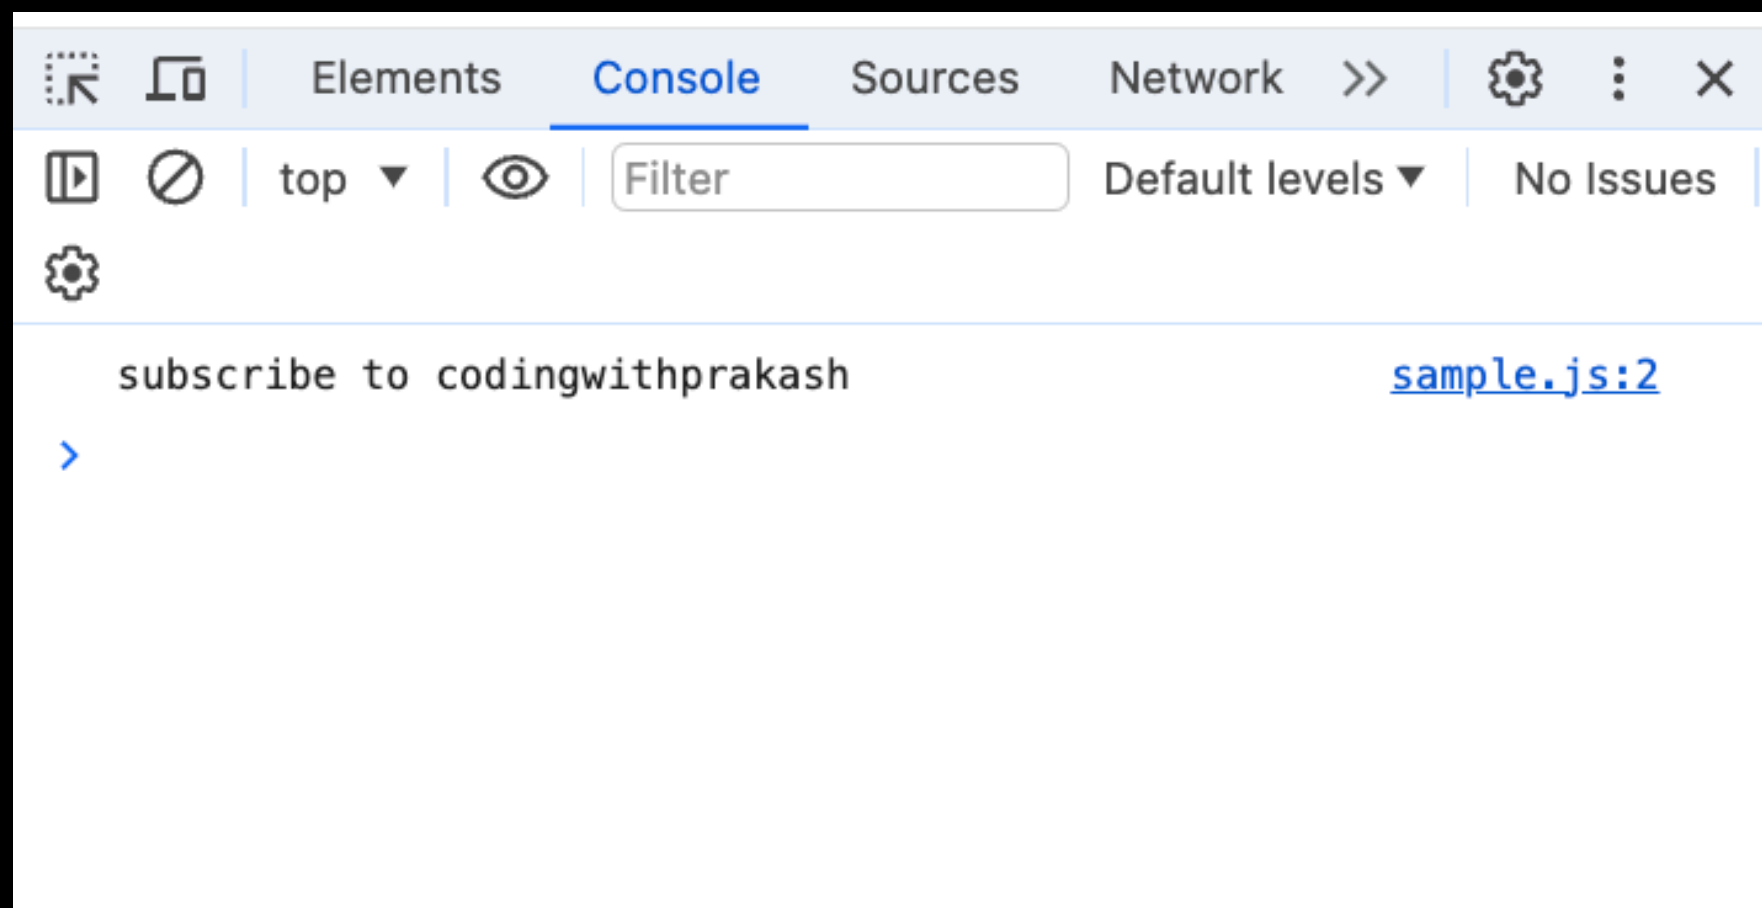 Elements Console Sources Network
top Filter Default levels No Issues
subscribe to codingwithprakash sample.js:2